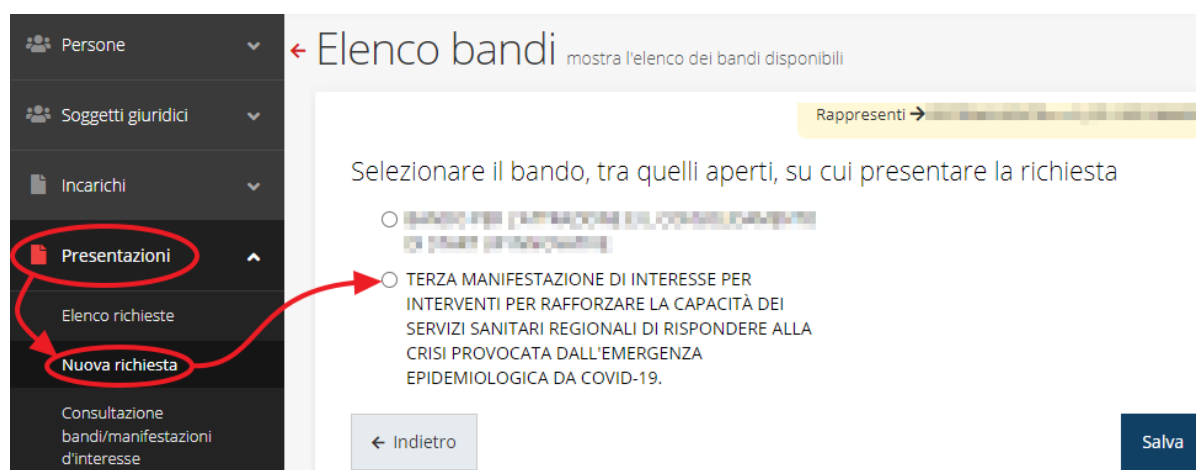 Persone
Soggetti giuridici
Incarichi
Presentazioni
Elenco richieste
Nuova richiesta
Consultazione
bandi/manifestazioni
d'interesse
Elenco bandi mostra l'elenco dei bandi disponibili
Rappresenti
Selezionare il bando, tra quelli aperti, su cui presentare la richiesta
TERZA MANIFESTAZIONE DI INTERESSE PER
INTERVENTI PER RAFFORZARE LA CAPACITÀ DEI
SERVIZI SANITARI REGIONALI DI RISPONDERE ALLA
CRISI PROVOCATA DALL'EMERGENZA
EPIDEMIOLOGICA DA COVID-19.
Indietro
Salva